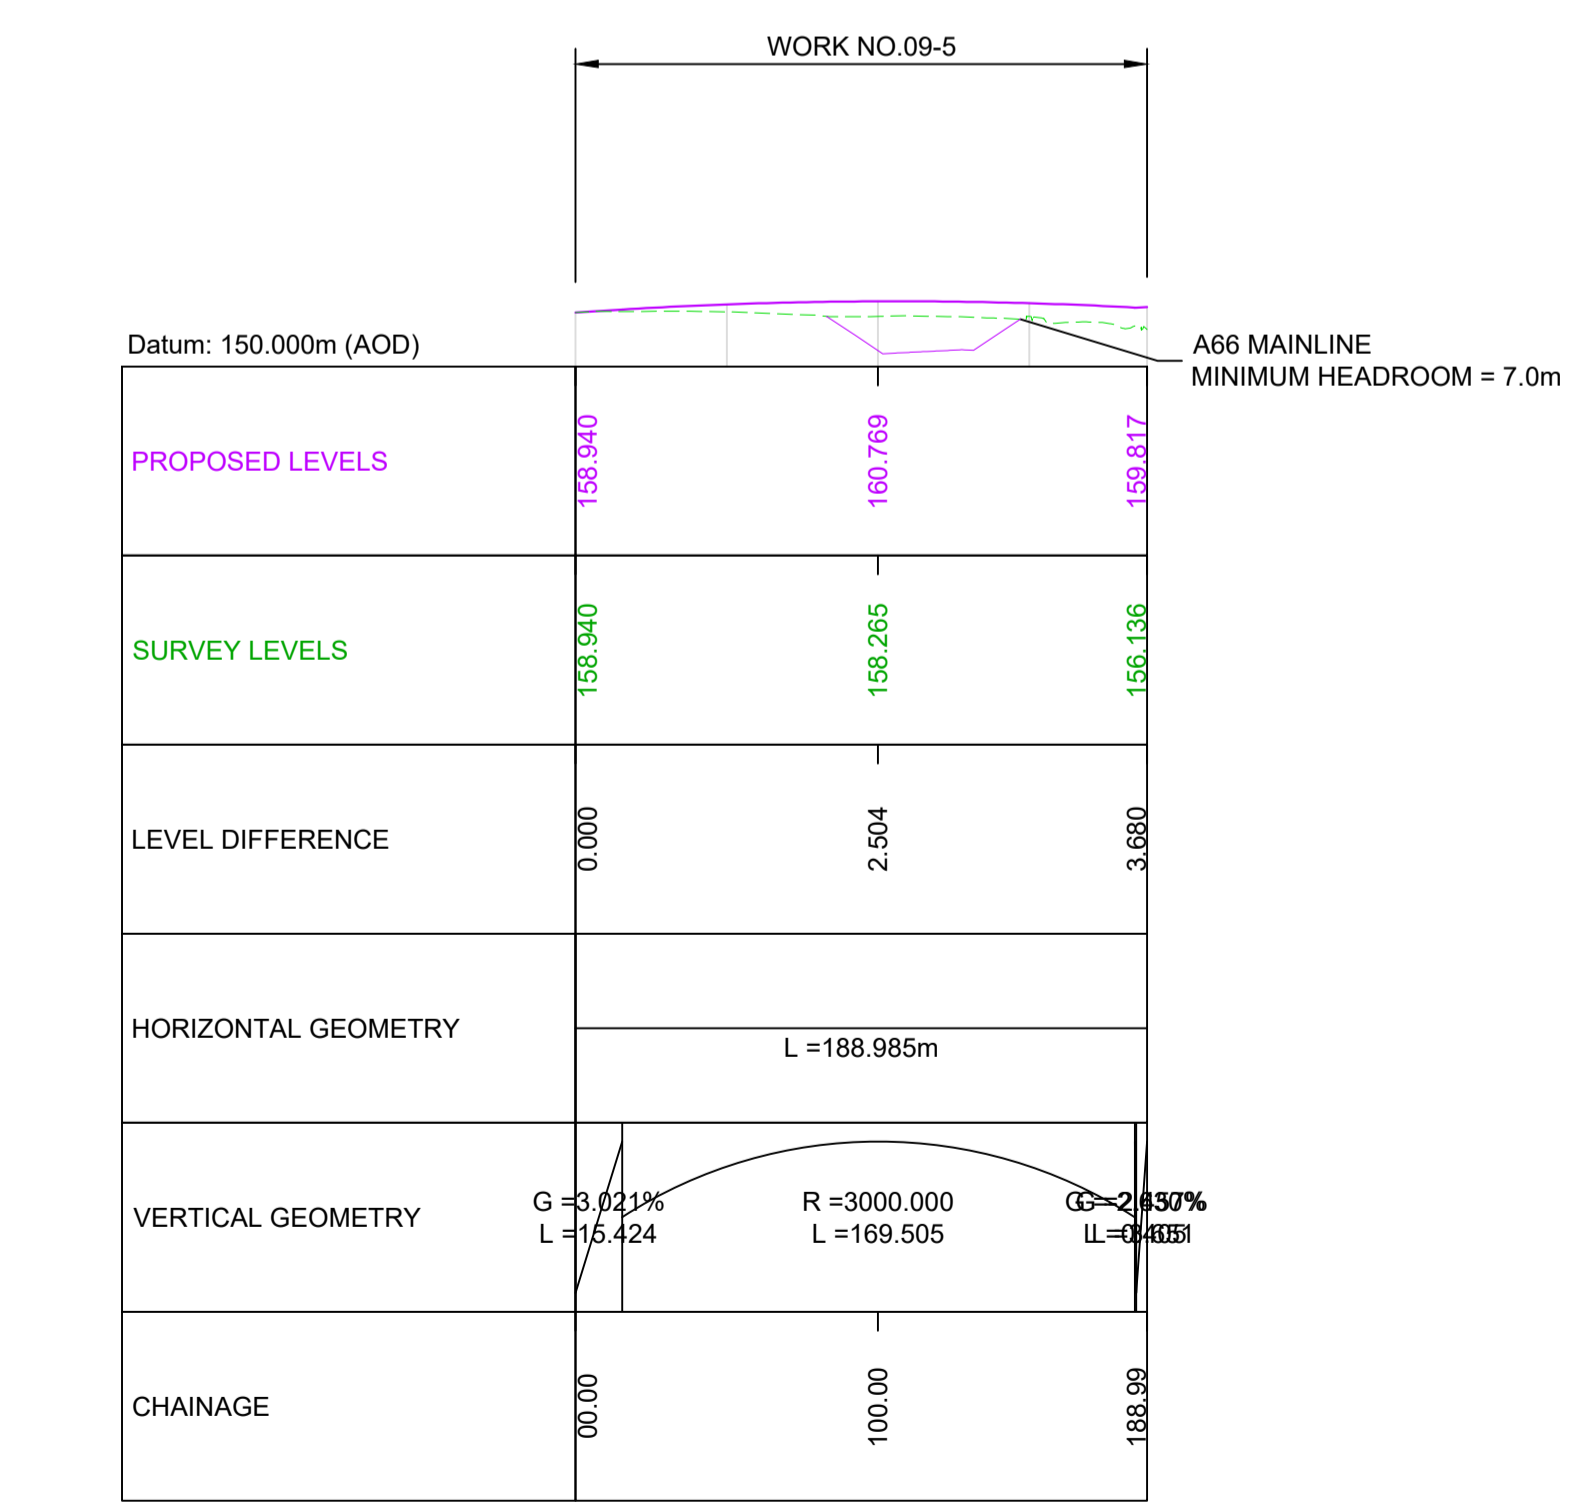 WORK NO.09-5
Datum: 150.000m (AOD)
A66 MAINLINE
MINIMUM HEADROOM = 7.0m
PROPOSED LEVELS
158.940
160.769
159.817
SURVEY LEVELS
158.940
158.265
156.136
LEVEL DIFFERENCE
0.000
2.504
3.680
HORIZONTAL GEOMETRY
L =188.985m
VERTICAL GEOMETRY
G =3.021%
L =15.424
R =3000.000
L =169.505
CHAINAGE
00.00
100.00
188.99